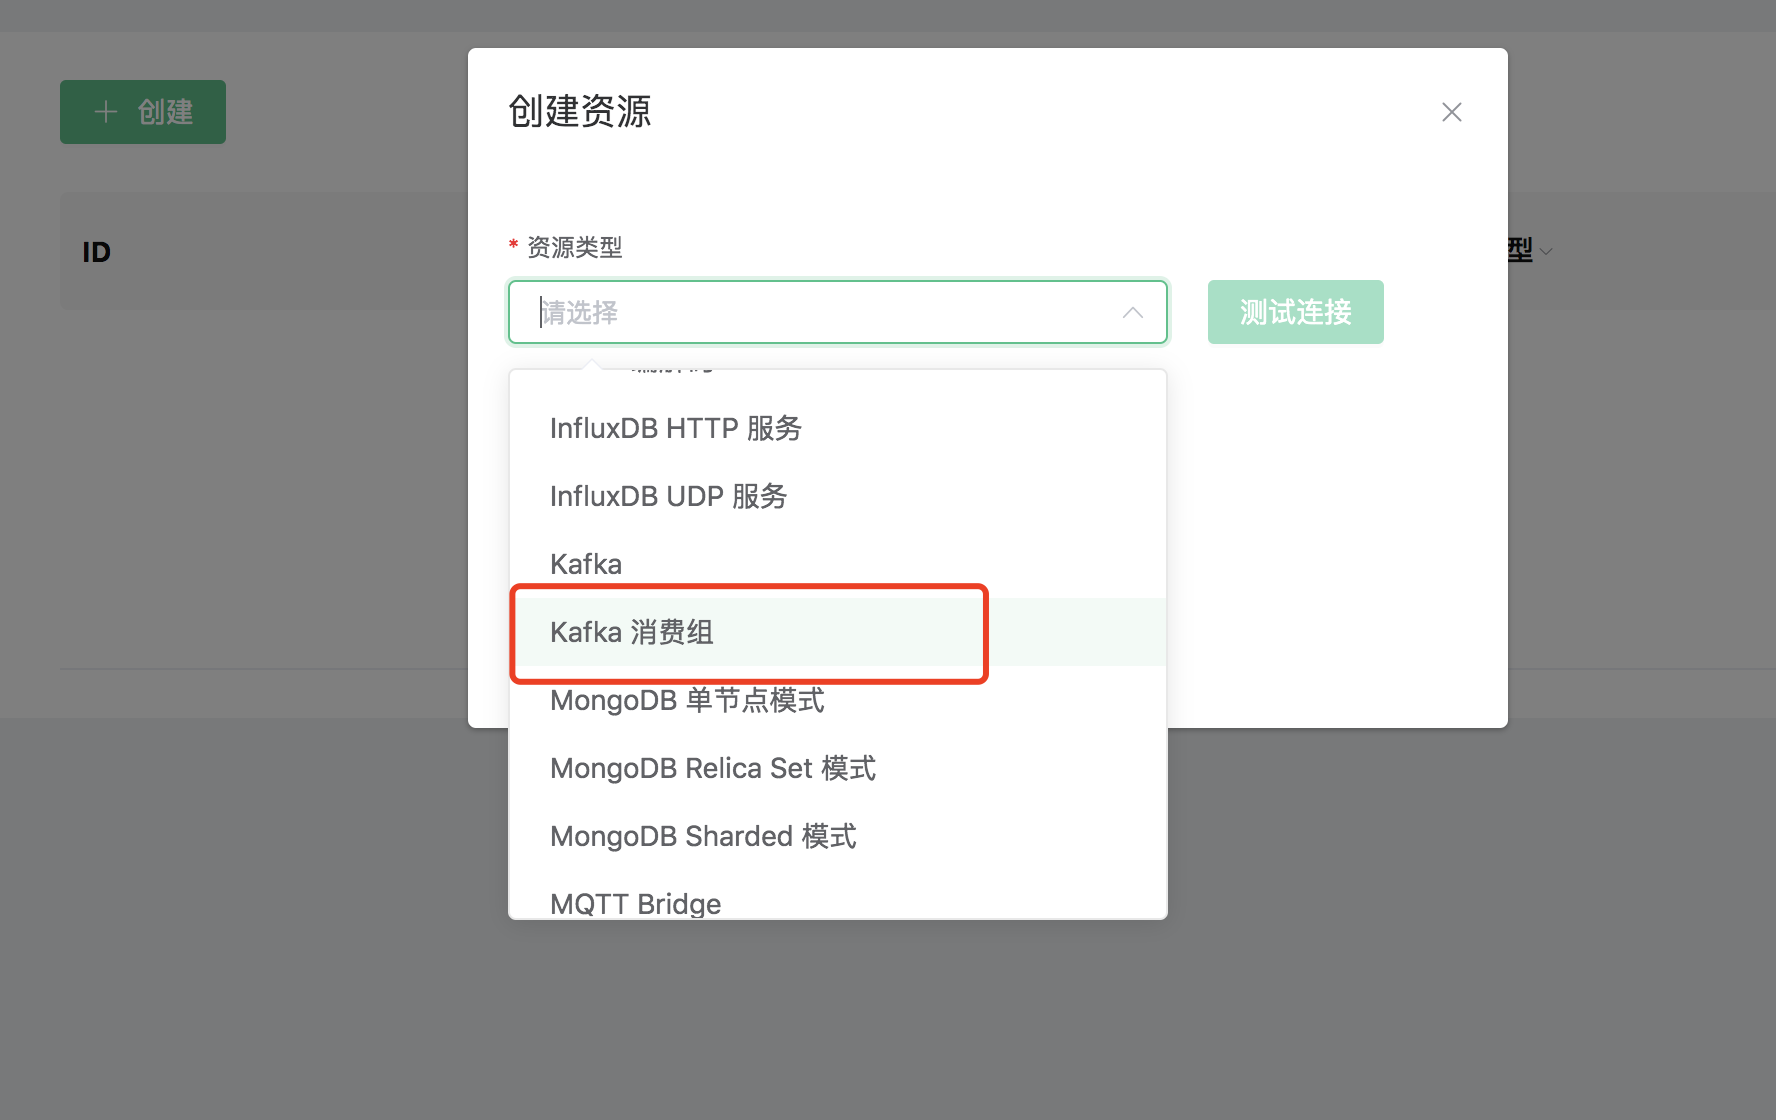 创建
创建资源
ID
* 资源类型
型
请选择
测试连接
InfluxDB HTTP 服务
InfluxDB UDP 服务
Kafka
Kafka 消费组
MongoDB 单节点模式
MongoDB Relica Set 模式
MongoDB Sharded 模式
MQTT Bridge